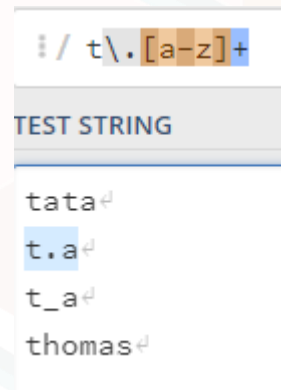 ⋮/ t\.[a-z]+
TEST STRING
tata↵
t.a↵
t_a↵
thomas↵